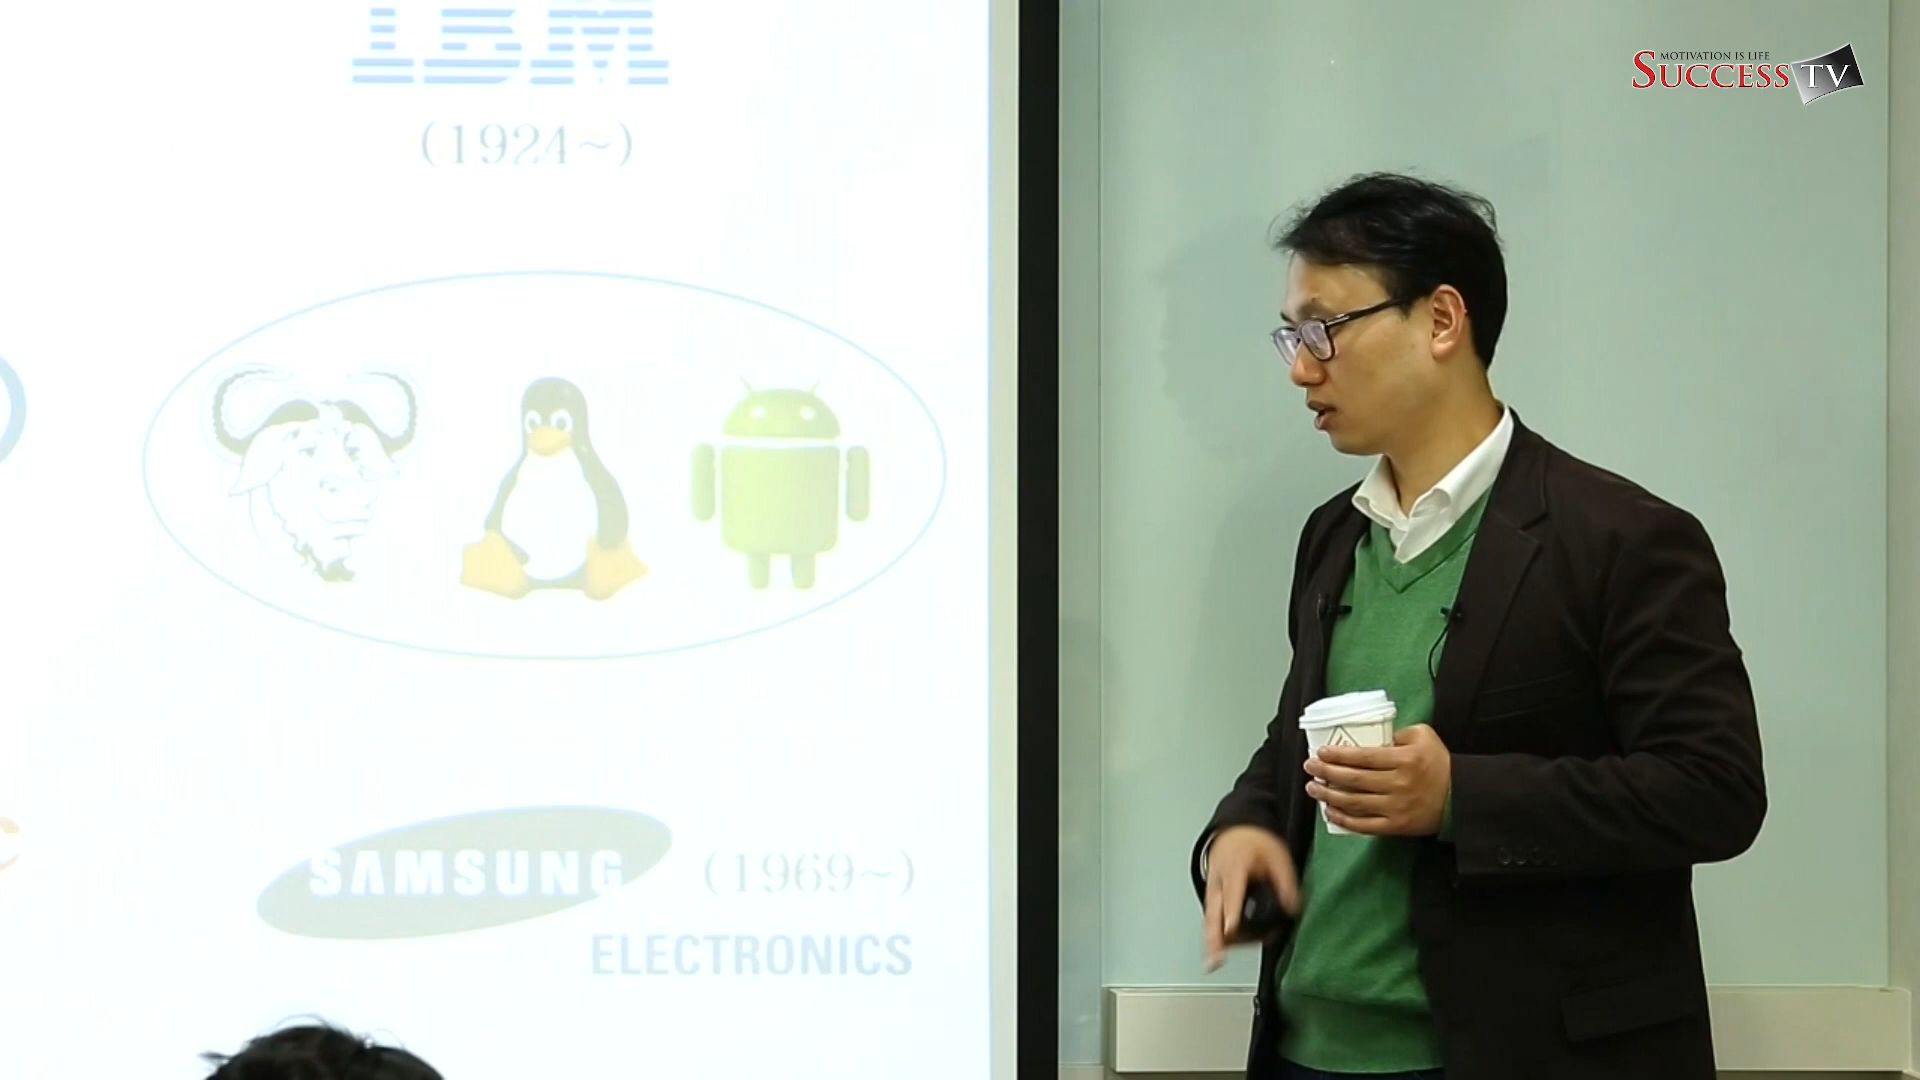 IBM
(1924~)
MOTIVATION IS LIFE
SUCCESS TV
SAMSUNG
(1969~)
ELECTRONICS